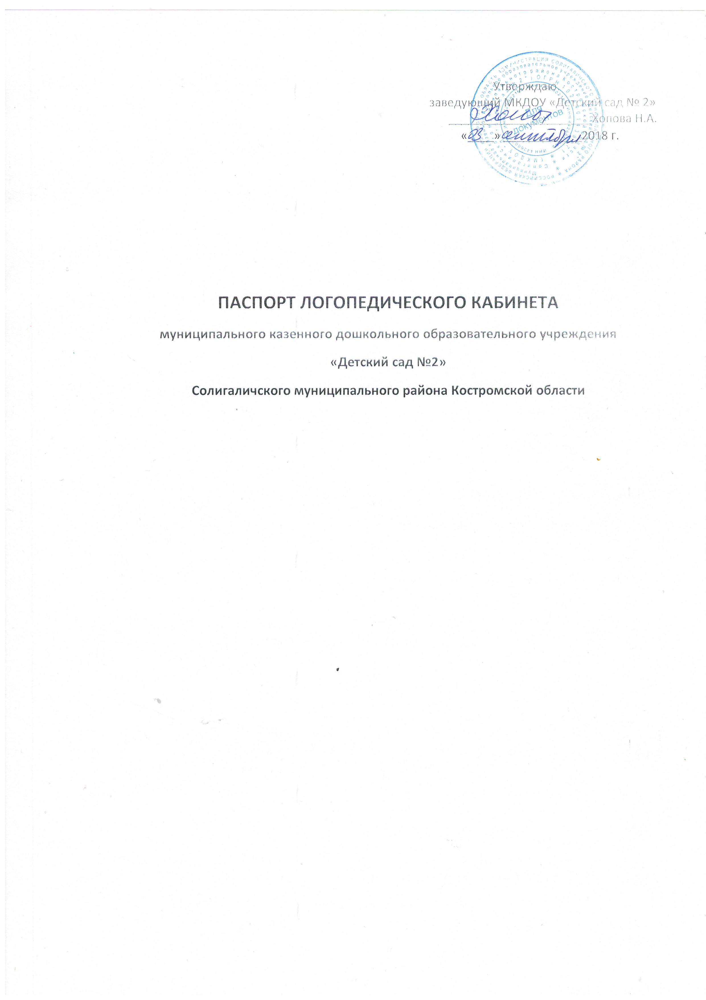 Утверждаю
заведующий МКДОУ «Детский сад № 2»
Хопова Н.А.
«03» сентября 2018 г.
Для
документов
ПАСПОРТ ЛОГОПЕДИЧЕСКОГО КАБИНЕТА
муниципального казенного дошкольного образовательного учреждения
«Детский сад №2»
Солигаличского муниципального района Костромской области